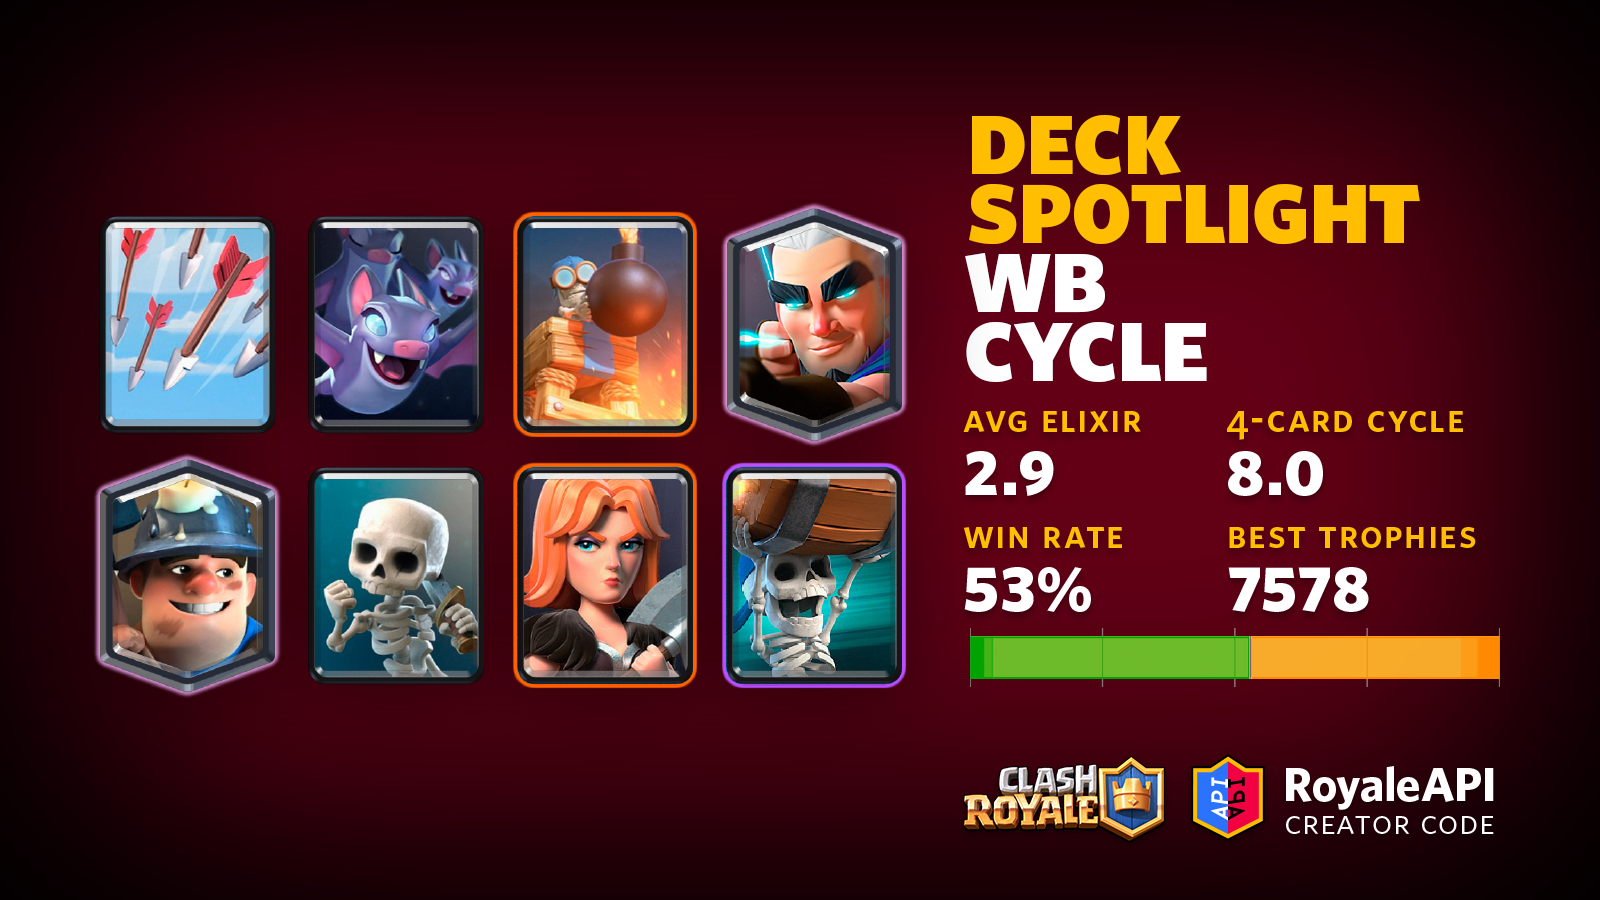 DECK
SPOTLIGHT
WB
CYCLE
AVG ELIXIR
4-CARD CYCLE
2.9
8.0
WIN RATE
BEST TROPHIES
53%
7578
CLASH
ROYALE
API
API
RoyaleAPI
CREATOR CODE